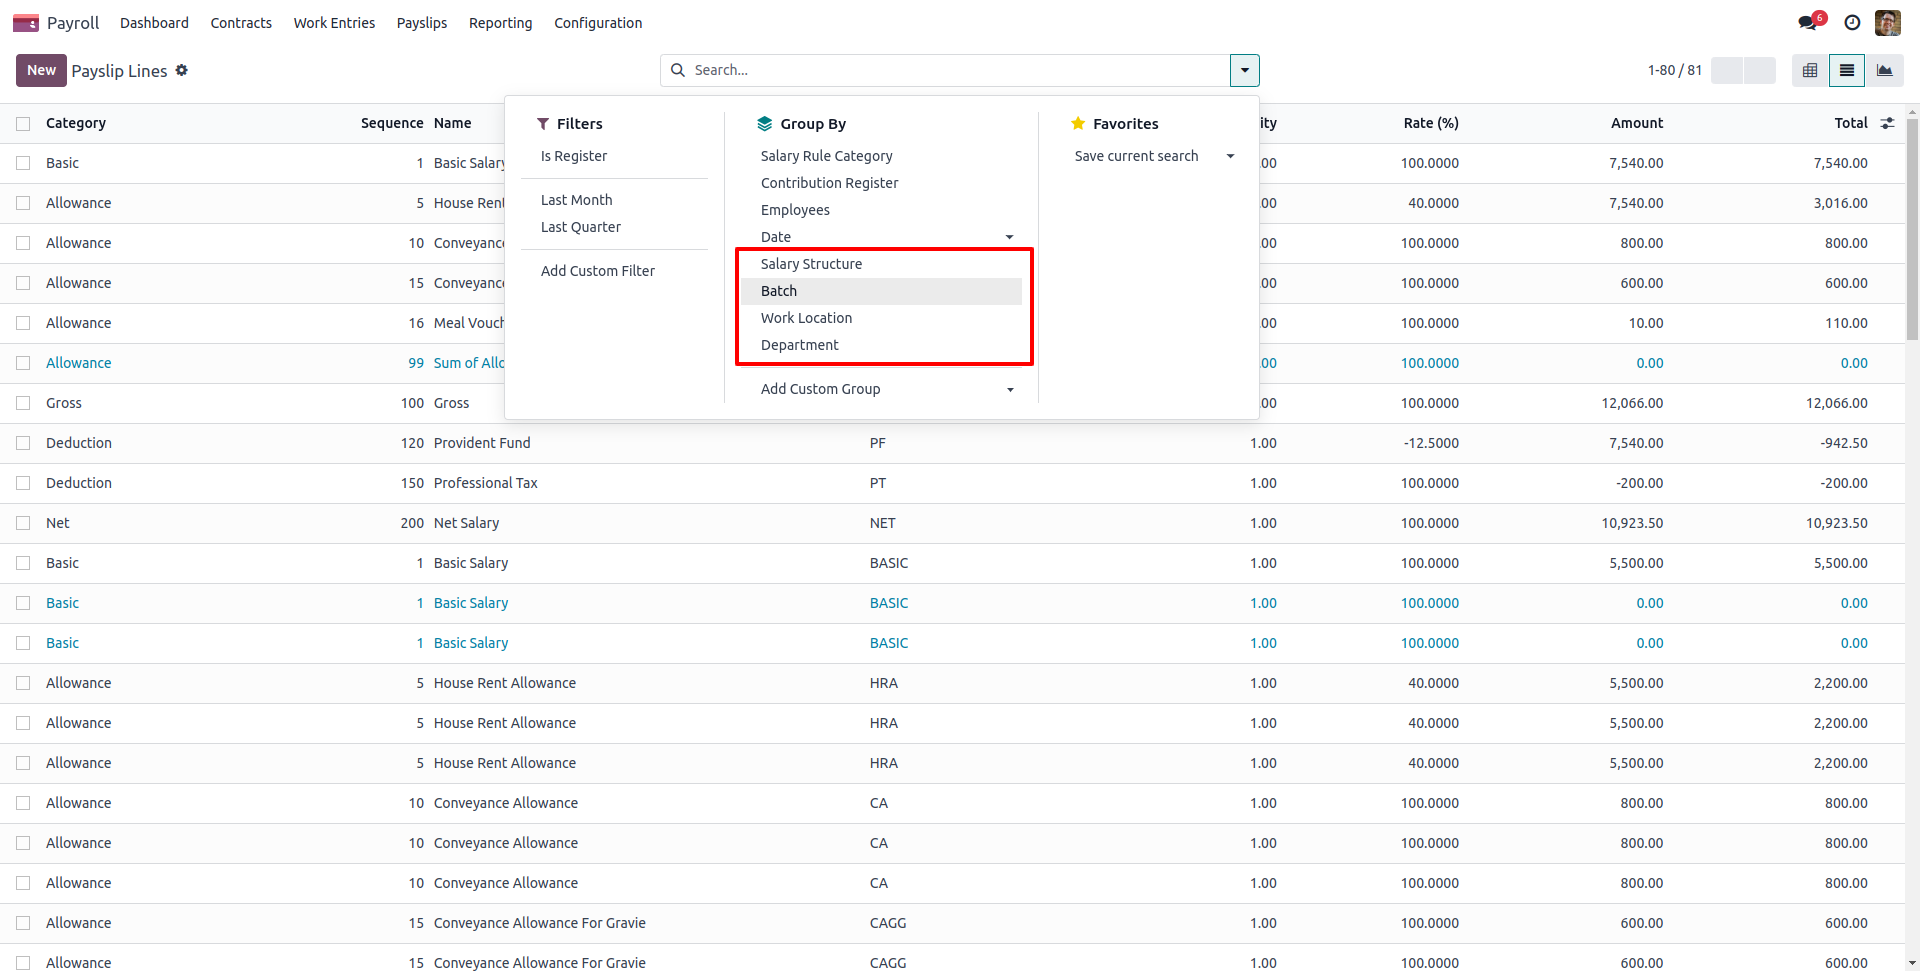 Payroll Dashboard Contracts Work Entries Payslips Reporting Configuration 6
New Payslip Lines Search... 1-80 / 81
Filters
Is Register
Last Month
Last Quarter
Add Custom Filter
Group By
Salary Rule Category
Contribution Register
Employees
Date
Salary Structure
Batch
Work Location
Department
Add Custom Group
Favorites
Save current search
Category Sequence Name ity Rate (%) Amount Total
Basic 1 Basic Salary 00 100.0000 7,540.00 7,540.00
Allowance 5 House Rent 00 40.0000 7,540.00 3,016.00
Allowance 10 Conveyance 00 100.0000 800.00 800.00
Allowance 15 Conveyance 00 100.0000 600.00 600.00
Allowance 16 Meal Vouch 00 100.0000 10.00 110.00
Allowance 99 Sum of Allo 00 100.0000 0.00 0.00
Gross 100 Gross 00 100.0000 12,066.00 12,066.00
Deduction 120 Provident Fund PF 1.00 -12.5000 7,540.00 -942.50
Deduction 150 Professional Tax PT 1.00 100.0000 -200.00 -200.00
Net 200 Net Salary NET 1.00 100.0000 10,923.50 10,923.50
Basic 1 Basic Salary BASIC 1.00 100.0000 5,500.00 5,500.00
Basic 1 Basic Salary BASIC 1.00 100.0000 0.00 0.00
Basic 1 Basic Salary BASIC 1.00 100.0000 0.00 0.00
Allowance 5 House Rent Allowance HRA 1.00 40.0000 5,500.00 2,200.00
Allowance 5 House Rent Allowance HRA 1.00 40.0000 5,500.00 2,200.00
Allowance 5 House Rent Allowance HRA 1.00 40.0000 5,500.00 2,200.00
Allowance 10 Conveyance Allowance CA 1.00 100.0000 800.00 800.00
Allowance 10 Conveyance Allowance CA 1.00 100.0000 800.00 800.00
Allowance 10 Conveyance Allowance CA 1.00 100.0000 800.00 800.00
Allowance 15 Conveyance Allowance For Gravie CAGG 1.00 100.0000 600.00 600.00
Allowance 15 Conveyance Allowance For Gravie CAGG 1.00 100.0000 600.00 600.00